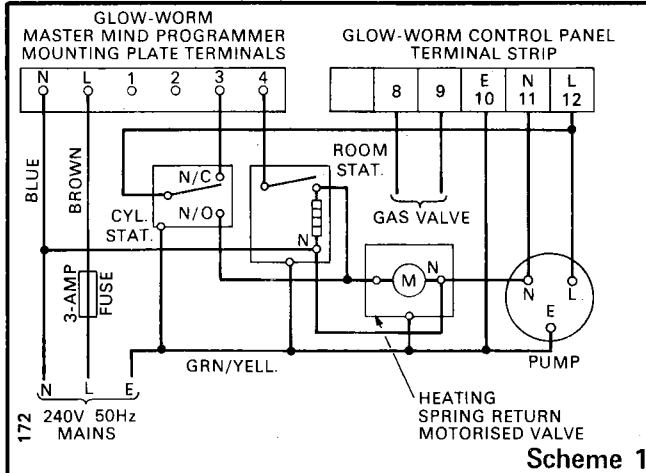 GLOW-WORM
MASTER MIND PROGRAMMER
MOUNTING PLATE TERMINALS
GLOW-WORM CONTROL PANEL
TERMINAL STRIP
N L 1 2 3 4
8 9 E 10 N 11 L 12
BLUE
BROWN
3-AMP FUSE
N/C
N/O
CYL. STAT.
ROOM STAT.
N
GAS VALVE
M
N
N
L
E
PUMP
GRN/YELL.
N L E
240V 50Hz
MAINS
HEATING
SPRING RETURN
MOTORISED VALVE
172
Scheme 1